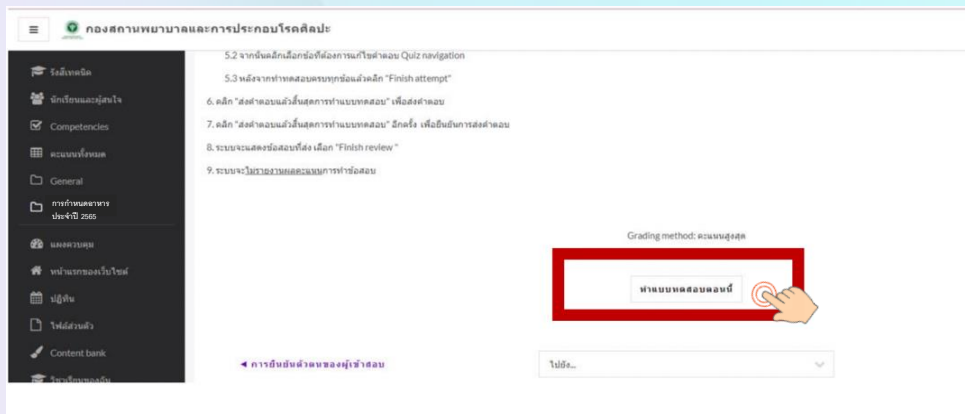 กองสถานพยาบาลและการประกอบโรคศิลปะ
รังสีเทคนิค
นักเรียนและผู้สนใจ
Competencies
คะแนนทั้งหมด
General
การกำหนดอาหาร
ประจำปี 2565
แผงควบคุม
หน้าแรกของเว็บไซต์
ปฏิทิน
ไฟล์ส่วนตัว
Content bank
วิชาเรียนของฉัน
5.2 จากนั้นคลิกเลือกข้อที่ต้องการแก้ไขคำตอบ Quiz navigation
5.3 หลังจากทำทดสอบครบทุกข้อแล้วคลิก "Finish attempt"
6. คลิก "ส่งคำตอบแล้วสิ้นสุดการทำแบบทดสอบ" เพื่อส่งคำตอบ
7. คลิก "ส่งคำตอบแล้วสิ้นสุดการทำแบบทดสอบ" อีกครั้ง เพื่อยืนยันการส่งคำตอบ
8. ระบบจะแสดงข้อสอบที่ส่ง เลือก "Finish review "
9. ระบบจะไม่รายงานผลคะแนนการทำข้อสอบ
Grading method: คะแนนสูงสุด
ทำแบบทดสอบตอนนี้
◄ การยืนยันตัวตนของผู้เข้าสอบ
ไปยัง...